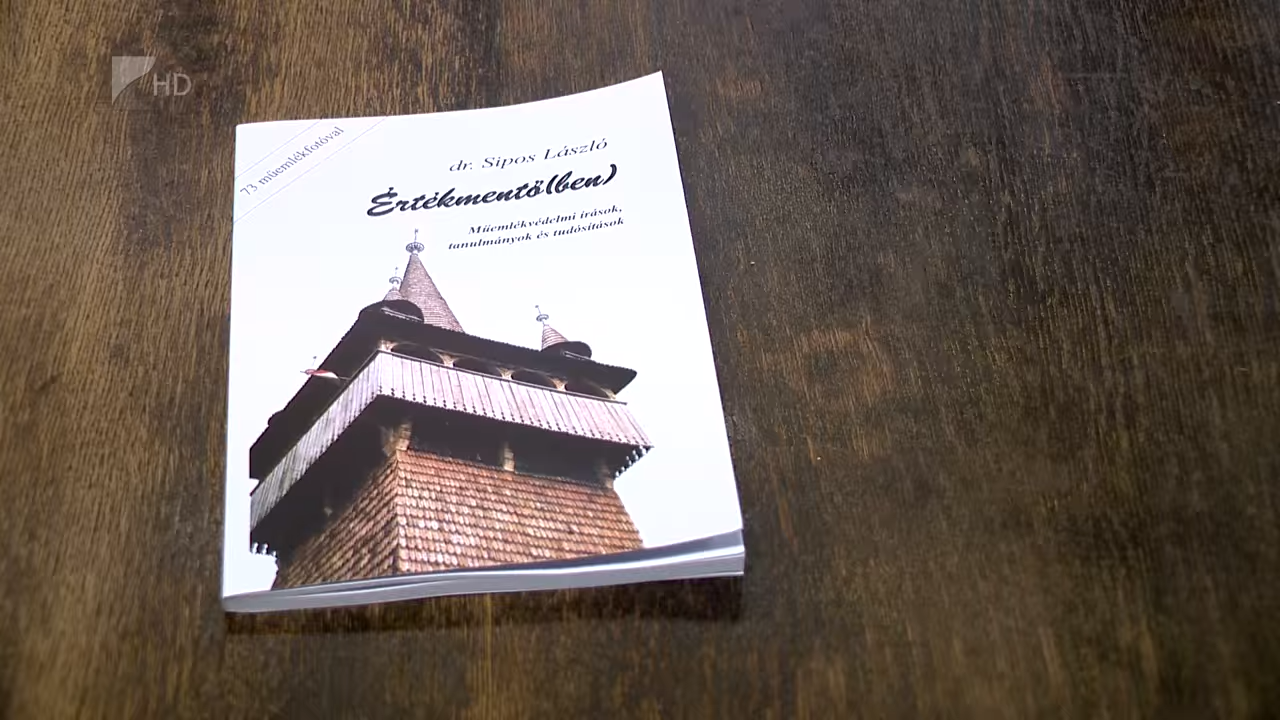 HD
73 műemlékfotóval
dr. Sipos László
Értékmentő(ben)
Műemlékvédelmi írások,
tanulmányok és tudósítások